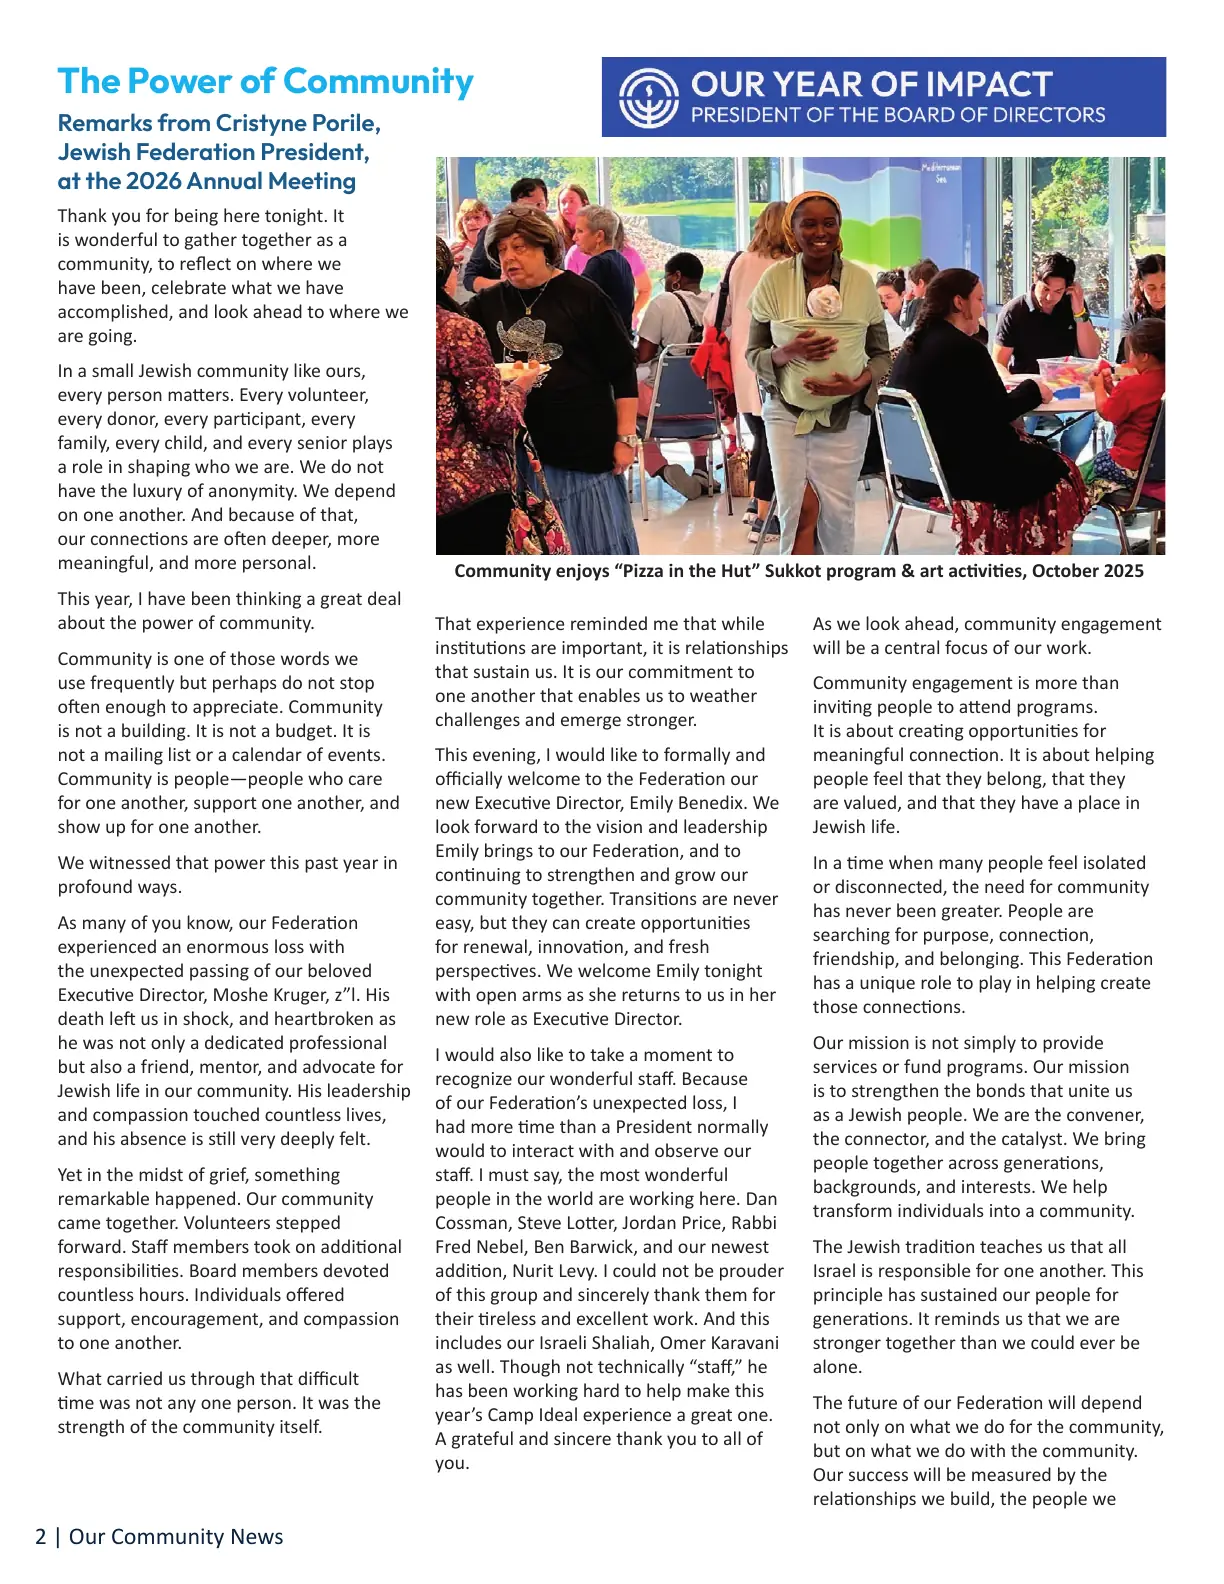 The Power of Community
Remarks from Cristyne Porile,
Jewish Federation President,
at the 2026 Annual Meeting
OUR YEAR OF IMPACT
PRESIDENT OF THE BOARD OF DIRECTORS
Thank you for being here tonight. It
is wonderful to gather together as a
community, to reflect on where we
have been, celebrate what we have
accomplished, and look ahead to where we
are going.
In a small Jewish community like ours,
every person matters. Every volunteer,
every donor, every participant, every
family, every child, and every senior plays
a role in shaping who we are. We do not
have the luxury of anonymity. We depend
on one another. And because of that,
our connections are often deeper, more
meaningful, and more personal.
This year, I have been thinking a great deal
about the power of community.
Community is one of those words we
use frequently but perhaps do not stop
often enough to appreciate. Community
is not a building. It is not a budget. It is
not a mailing list or a calendar of events.
Community is people—people who care
for one another, support one another, and
show up for one another.
We witnessed that power this past year in
profound ways.
As many of you know, our Federation
experienced an enormous loss with
the unexpected passing of our beloved
Executive Director, Moshe Kruger, z”l. His
death left us in shock, and heartbroken as
he was not only a dedicated professional
but also a friend, mentor, and advocate for
Jewish life in our community. His leadership
and compassion touched countless lives,
and his absence is still very deeply felt.
Yet in the midst of grief, something
remarkable happened. Our community
came together. Volunteers stepped
forward. Staff members took on additional
responsibilities. Board members devoted
countless hours. Individuals offered
support, encouragement, and compassion
to one another.
What carried us through that difficult
time was not any one person. It was the
strength of the community itself.
Mediterranean
Sea
Community enjoys “Pizza in the Hut” Sukkot program & art activities, October 2025
That experience reminded me that while
institutions are important, it is relationships
that sustain us. It is our commitment to
one another that enables us to weather
challenges and emerge stronger.
This evening, I would like to formally and
officially welcome to the Federation our
new Executive Director, Emily Benedix. We
look forward to the vision and leadership
Emily brings to our Federation, and to
continuing to strengthen and grow our
community together. Transitions are never
easy, but they can create opportunities
for renewal, innovation, and fresh
perspectives. We welcome Emily tonight
with open arms as she returns to us in her
new role as Executive Director.
I would also like to take a moment to
recognize our wonderful staff. Because
of our Federation’s unexpected loss, I
had more time than a President normally
would to interact with and observe our
staff. I must say, the most wonderful
people in the world are working here. Dan
Cossman, Steve Lotter, Jordan Price, Rabbi
Fred Nebel, Ben Barwick, and our newest
addition, Nurit Levy. I could not be prouder
of this group and sincerely thank them for
their tireless and excellent work. And this
includes our Israeli Shaliah, Omer Karavani
as well. Though not technically “staff,” he
has been working hard to help make this
year’s Camp Ideal experience a great one.
A grateful and sincere thank you to all of
you.
As we look ahead, community engagement
will be a central focus of our work.
Community engagement is more than
inviting people to attend programs.
It is about creating opportunities for
meaningful connection. It is about helping
people feel that they belong, that they
are valued, and that they have a place in
Jewish life.
In a time when many people feel isolated
or disconnected, the need for community
has never been greater. People are
searching for purpose, connection,
friendship, and belonging. This Federation
has a unique role to play in helping create
those connections.
Our mission is not simply to provide
services or fund programs. Our mission
is to strengthen the bonds that unite us
as a Jewish people. We are the convener,
the connector, and the catalyst. We bring
people together across generations,
backgrounds, and interests. We help
transform individuals into a community.
The Jewish tradition teaches us that all
Israel is responsible for one another. This
principle has sustained our people for
generations. It reminds us that we are
stronger together than we could ever be
alone.
The future of our Federation will depend
not only on what we do for the community,
but on what we do with the community.
Our success will be measured by the
relationships we build, the people we
2 | Our Community News